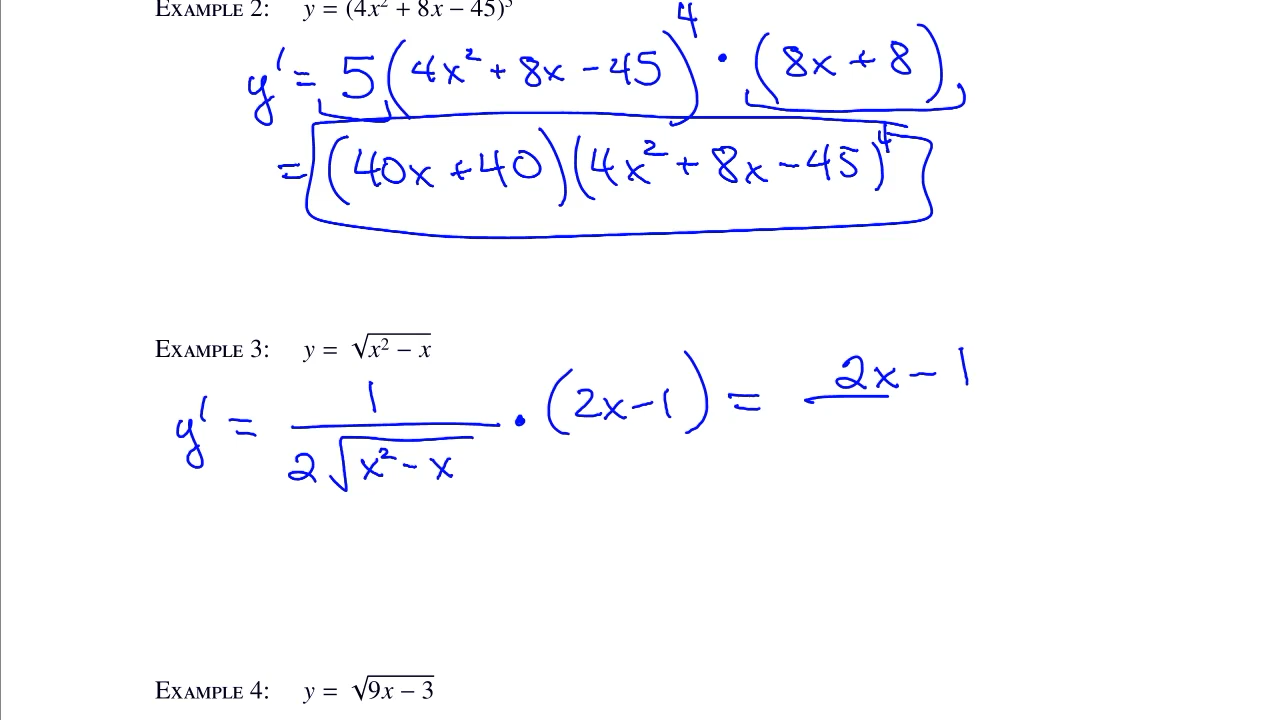 EXAMPLE 2: y = (4x² + 8x − 45)⁵
y' = 5(4x² + 8x − 45)⁴ · (8x + 8)
= (40x + 40)(4x² + 8x − 45)⁴
EXAMPLE 3: y = √(x² − x)
y' = 1/(2√(x² − x)) · (2x − 1) = 2x − 1
EXAMPLE 4: y = √(9x − 3)